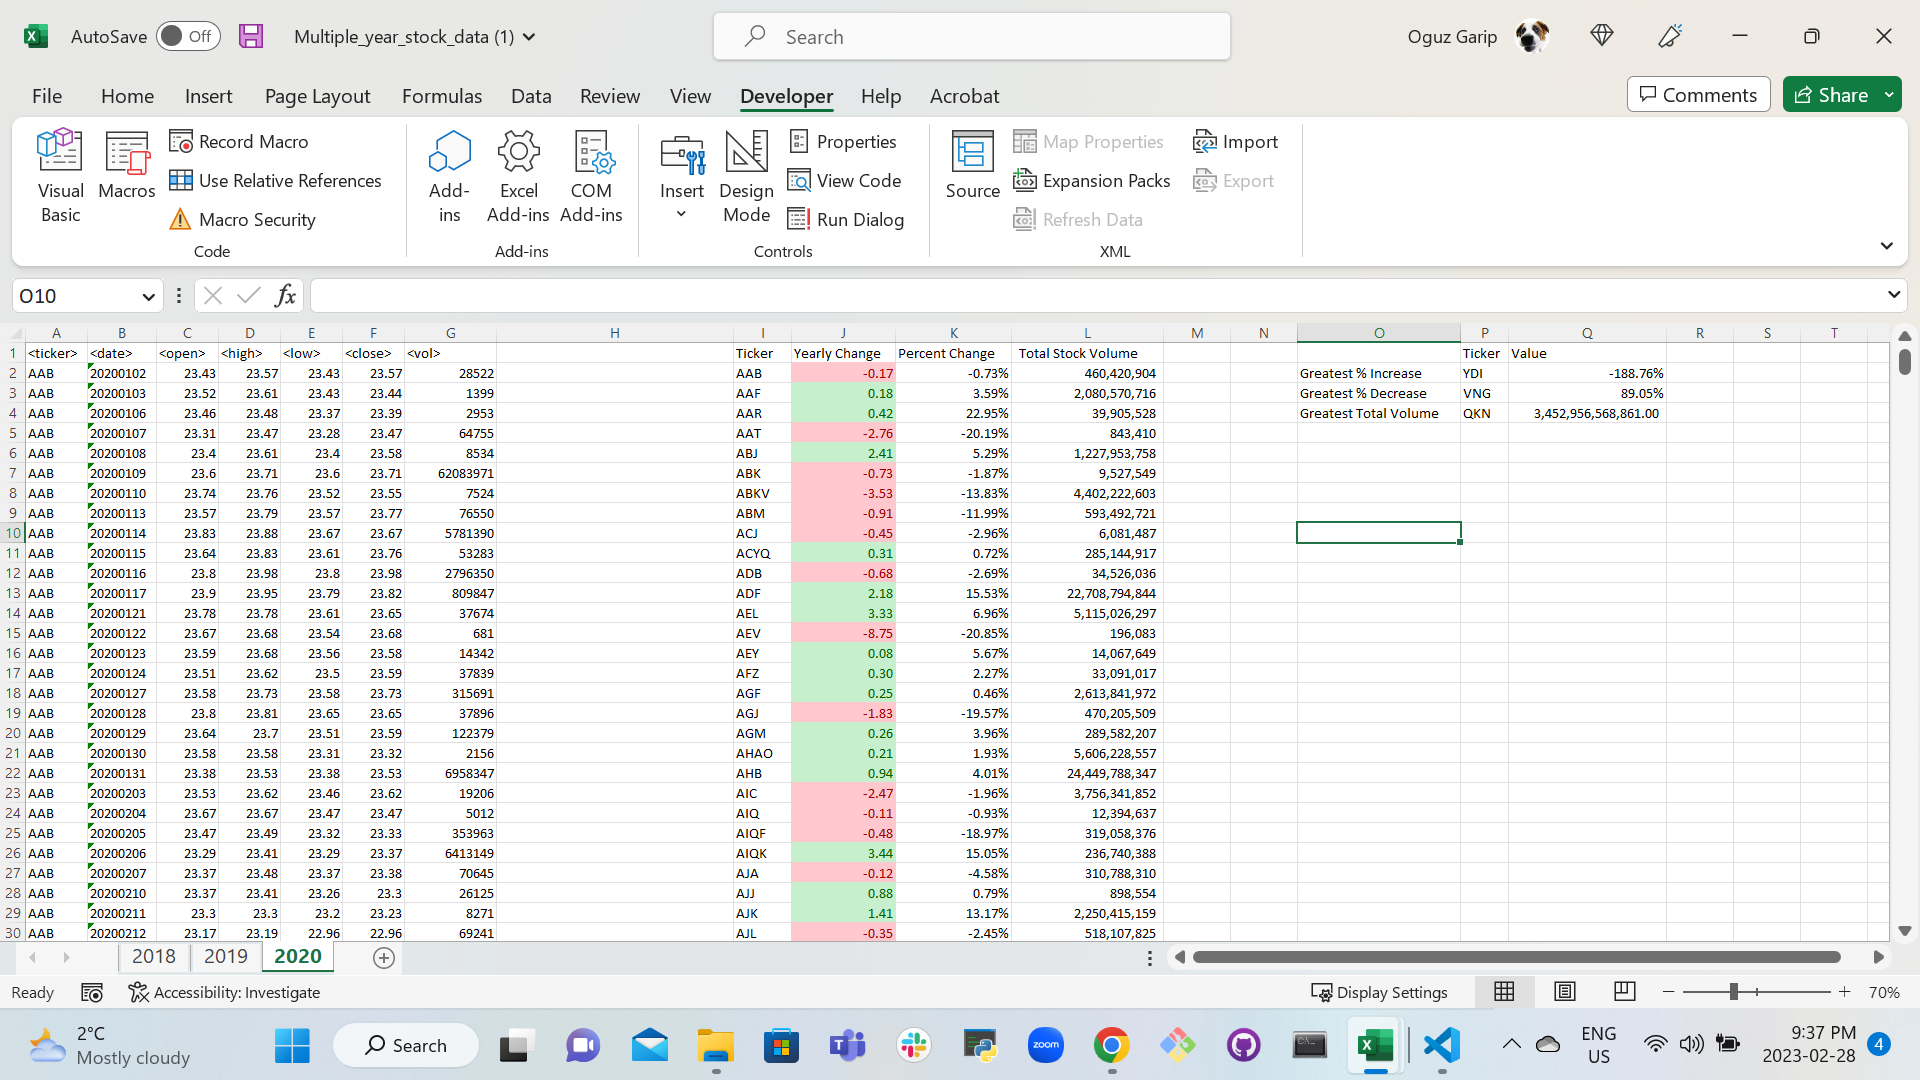 AutoSave Off Multiple_year_stock_data (1) Search Oguz Garip
File Home Insert Page Layout Formulas Data Review View Developer Help Acrobat Comments Share
Visual Basic Macros Record Macro Use Relative References Macro Security Code
Add-ins Excel Add-ins COM Add-ins Add-ins
Insert Design Mode Properties View Code Run Dialog Controls
Source Map Properties Expansion Packs Refresh Data Import Export XML
O10 fx
A B C D E F G H I J K L M N O P Q R S T
1 <ticker> <date> <open> <high> <low> <close> <vol> Ticker Yearly Change Percent Change Total Stock Volume Ticker Value
2 AAB 20200102 23.43 23.57 23.43 23.57 28522 AAB -0.17 -0.73% 460,420,904 Greatest % Increase YDI -188.76%
3 AAB 20200103 23.52 23.61 23.43 23.44 1399 AAF 0.18 3.59% 2,080,570,716 Greatest % Decrease VNG 89.05%
4 AAB 20200106 23.46 23.48 23.37 23.39 2953 AAR 0.42 22.95% 39,905,528 Greatest Total Volume QKN 3,452,956,568,861.00
5 AAB 20200107 23.31 23.47 23.28 23.47 64755 AAT -2.76 -20.19% 843,410
6 AAB 20200108 23.4 23.61 23.4 23.58 8534 ABJ 2.41 5.29% 1,227,953,758
7 AAB 20200109 23.6 23.71 23.6 23.71 62083971 ABK -0.73 -1.87% 9,527,549
8 AAB 20200110 23.74 23.76 23.52 23.55 7524 ABKV -3.53 -13.83% 4,402,222,603
9 AAB 20200113 23.57 23.79 23.57 23.77 76550 ABM -0.91 -11.99% 593,492,721
10 AAB 20200114 23.83 23.88 23.67 23.67 5781390 ACJ -0.45 -2.96% 6,081,487
11 AAB 20200115 23.64 23.83 23.61 23.76 53283 ACYQ 0.31 0.72% 285,144,917
12 AAB 20200116 23.8 23.98 23.8 23.98 2796350 ADB -0.68 -2.69% 34,526,036
13 AAB 20200117 23.9 23.95 23.79 23.82 809847 ADF 2.18 15.53% 22,708,794,844
14 AAB 20200121 23.78 23.78 23.61 23.65 37674 AEL 3.33 6.96% 5,115,026,297
15 AAB 20200122 23.67 23.68 23.54 23.68 681 AEV -8.75 -20.85% 196,083
16 AAB 20200123 23.59 23.68 23.56 23.58 14342 AEY 0.08 5.67% 14,067,649
17 AAB 20200124 23.51 23.62 23.5 23.59 37839 AFZ 0.30 2.27% 33,091,017
18 AAB 20200127 23.58 23.73 23.58 23.73 315691 AGF 0.25 0.46% 2,613,841,972
19 AAB 20200128 23.8 23.81 23.65 23.65 37896 AGJ -1.83 -19.57% 470,205,509
20 AAB 20200129 23.64 23.7 23.51 23.59 122379 AGM 0.26 3.96% 289,582,207
21 AAB 20200130 23.58 23.58 23.31 23.32 2156 AHAO 0.21 1.93% 5,606,228,557
22 AAB 20200131 23.38 23.53 23.38 23.53 6958347 AHB 0.94 4.01% 24,449,788,347
23 AAB 20200203 23.53 23.62 23.46 23.62 19206 AIC -2.47 -1.96% 3,756,341,852
24 AAB 20200204 23.67 23.67 23.47 23.47 5012 AIQ -0.11 -0.93% 12,394,637
25 AAB 20200205 23.47 23.49 23.32 23.33 353963 AIQF -0.48 -18.97% 319,058,376
26 AAB 20200206 23.29 23.41 23.29 23.37 6413149 AIQK 3.44 15.05% 236,740,388
27 AAB 20200207 23.37 23.48 23.37 23.38 70645 AJA -0.12 -4.58% 310,788,310
28 AAB 20200210 23.37 23.41 23.26 23.3 26125 AJJ 0.88 0.79% 898,554
29 AAB 20200211 23.3 23.3 23.2 23.23 8271 AJK 1.41 13.17% 2,250,415,159
30 AAB 20200212 23.17 23.19 22.96 22.96 69241 AJL -0.35 -2.45% 518,107,825
2018 2019 2020
Ready Accessibility: Investigate Display Settings 70%
2°C Search zoom ENG 9:37 PM 4
Mostly cloudy US 2023-02-28